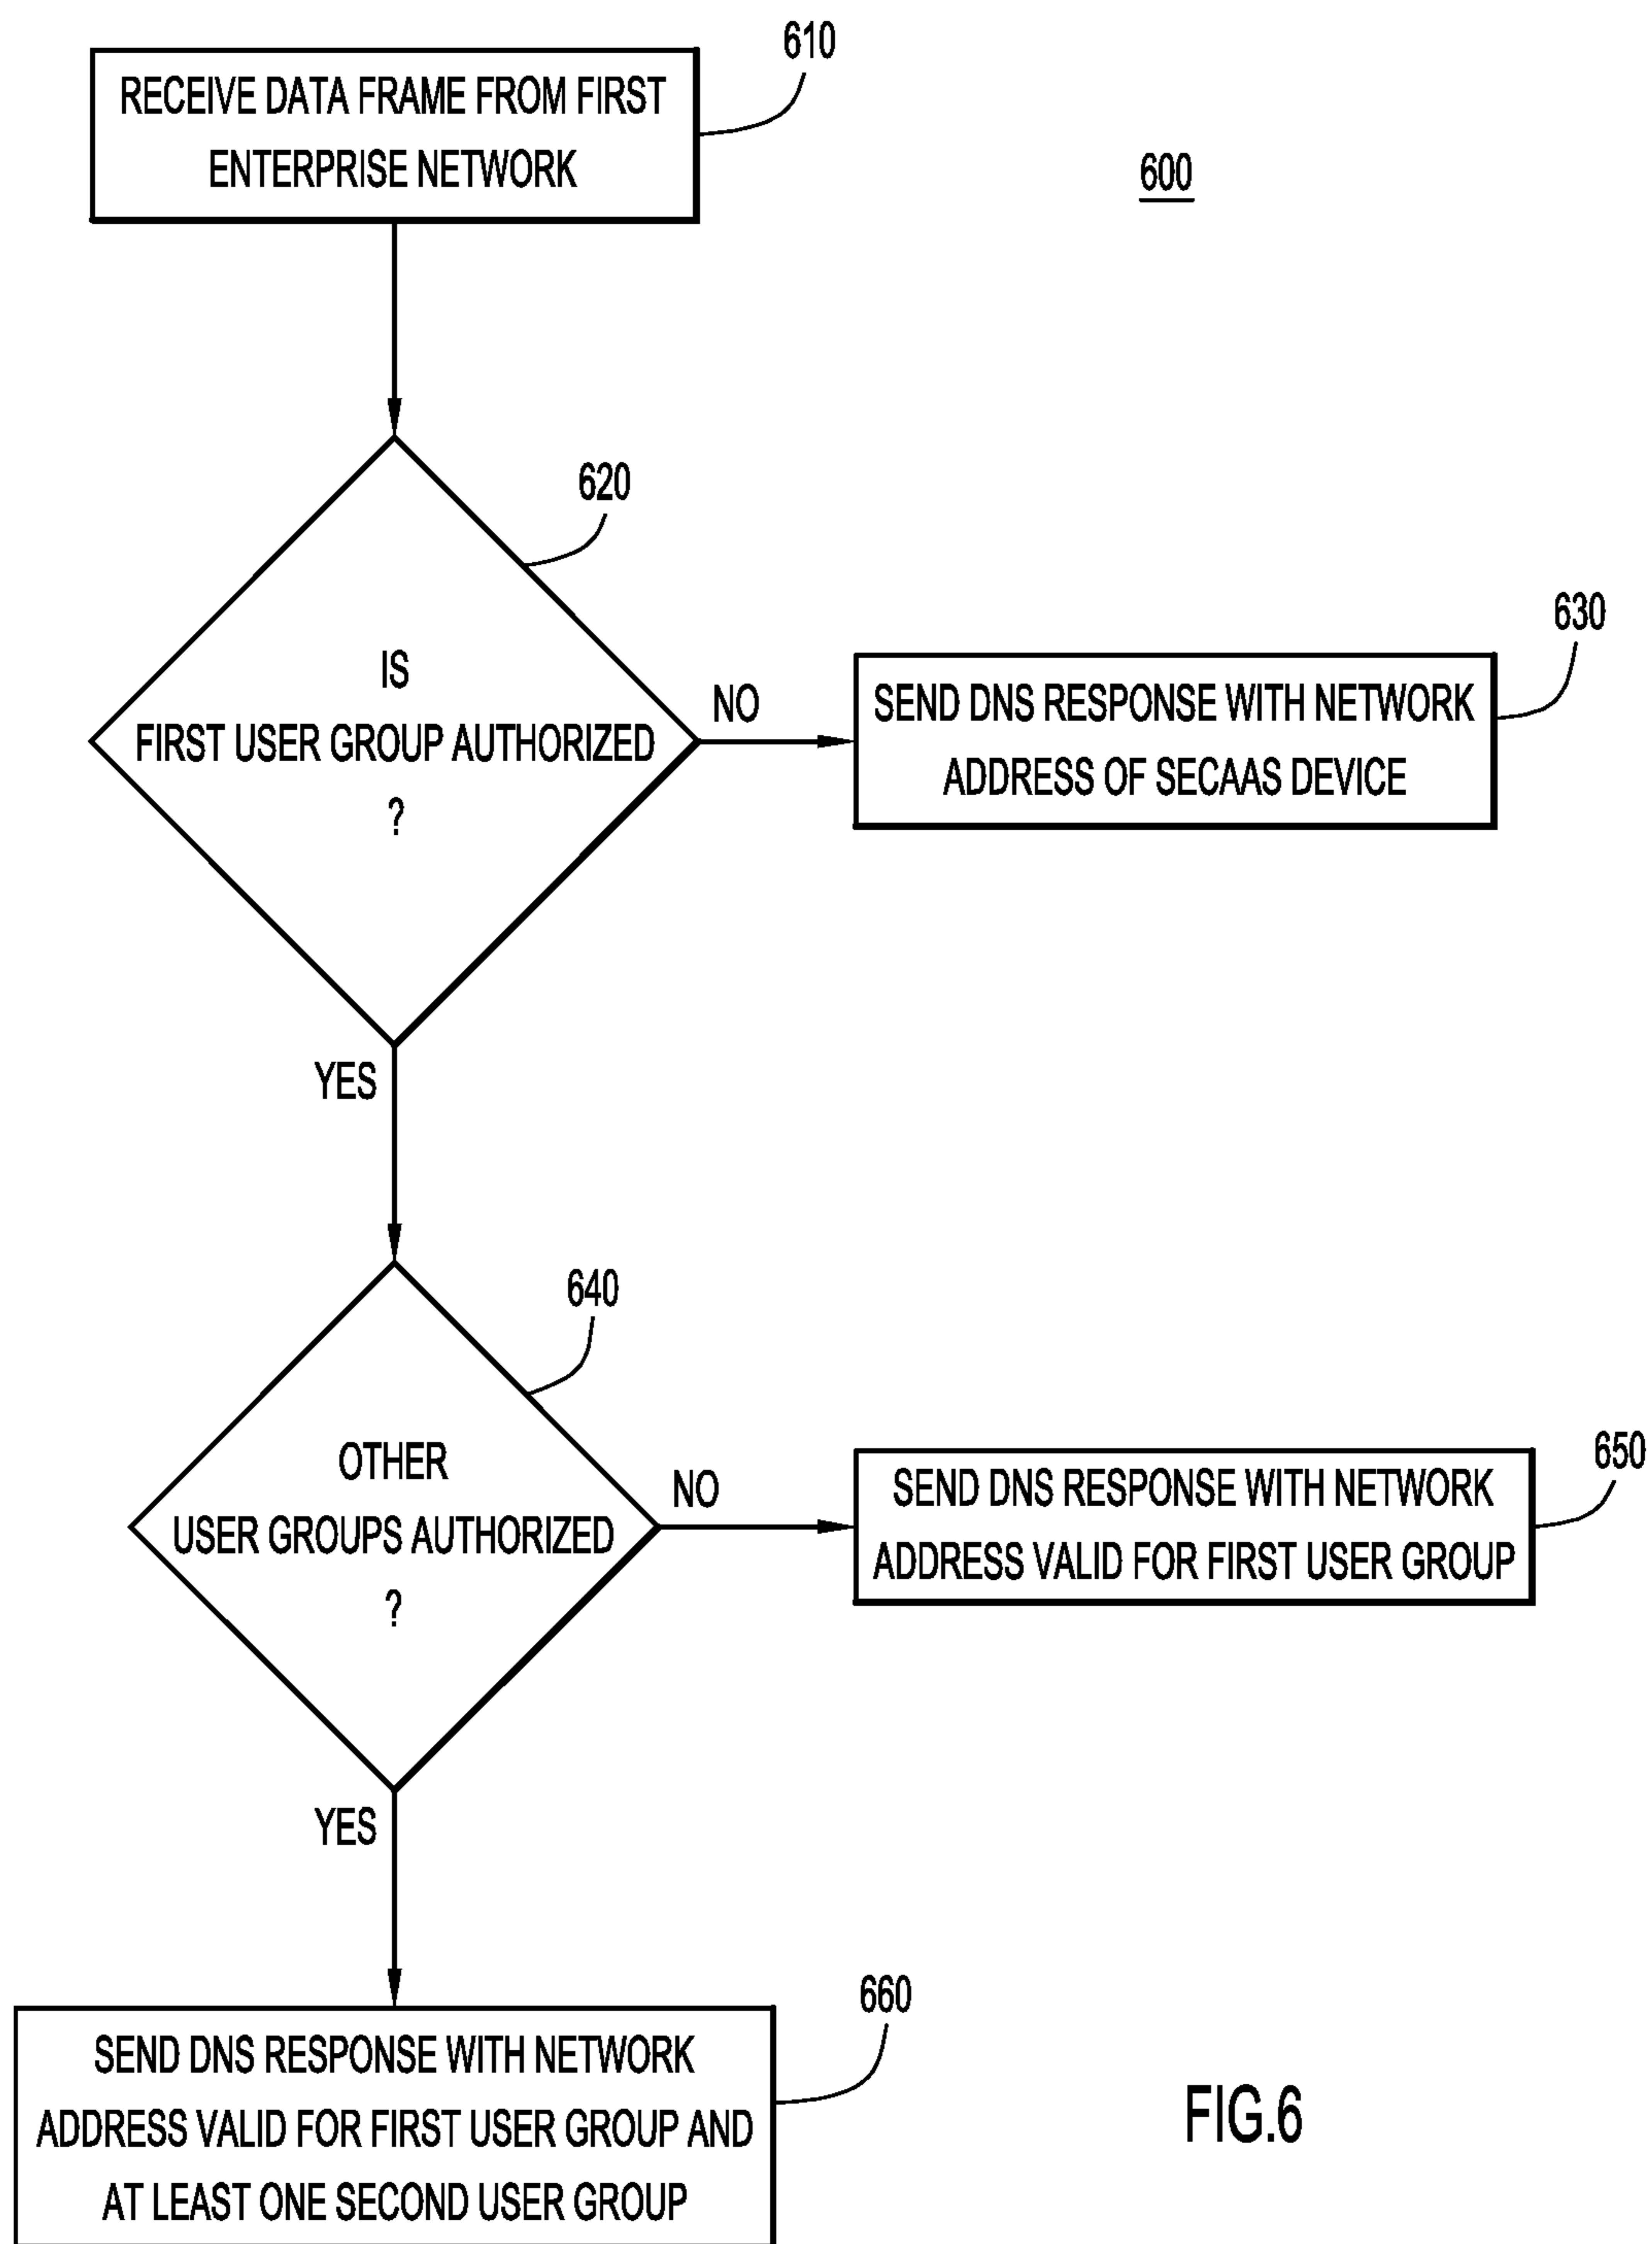 610
RECEIVE DATA FRAME FROM FIRST
ENTERPRISE NETWORK
600
620
IS
FIRST USER GROUP AUTHORIZED
?
NO
630
SEND DNS RESPONSE WITH NETWORK
ADDRESS OF SECAAS DEVICE
YES
640
OTHER
USER GROUPS AUTHORIZED
?
NO
650
SEND DNS RESPONSE WITH NETWORK
ADDRESS VALID FOR FIRST USER GROUP
YES
660
SEND DNS RESPONSE WITH NETWORK
ADDRESS VALID FOR FIRST USER GROUP AND
AT LEAST ONE SECOND USER GROUP
FIG.6